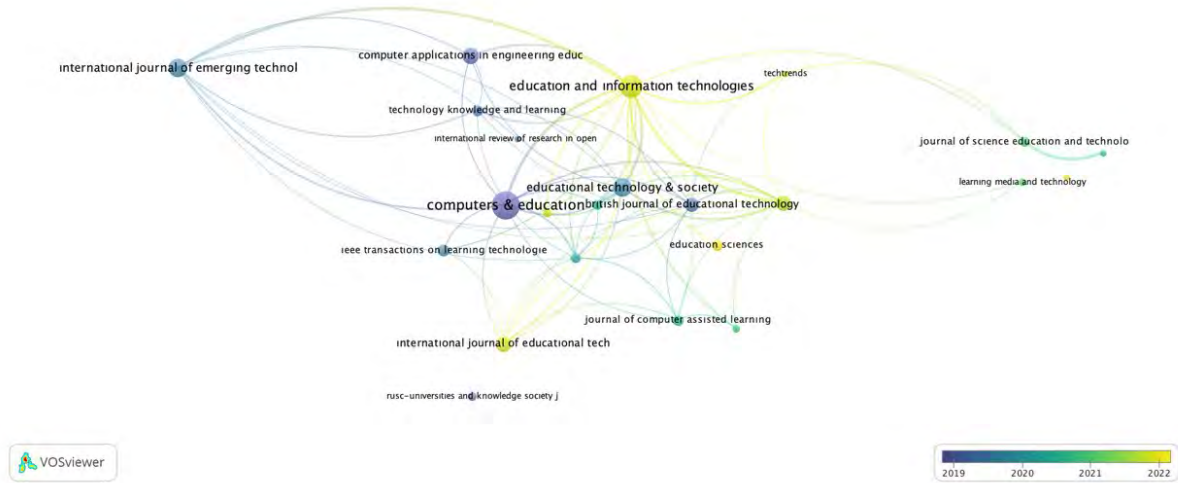 computer applications in engineering educ
international journal of emerging technol
techtrends
education and information technologies
technology knowledge and learning
international review of research in open
journal of science education and technolo
learning media and technology
educational technology & society
computers & education
british journal of educational technology
education sciences
ieee transactions on learning technologie
journal of computer assisted learning
international journal of educational tech
rusc-universities and knowledge society j
VOSviewer
2019 2020 2021 2022